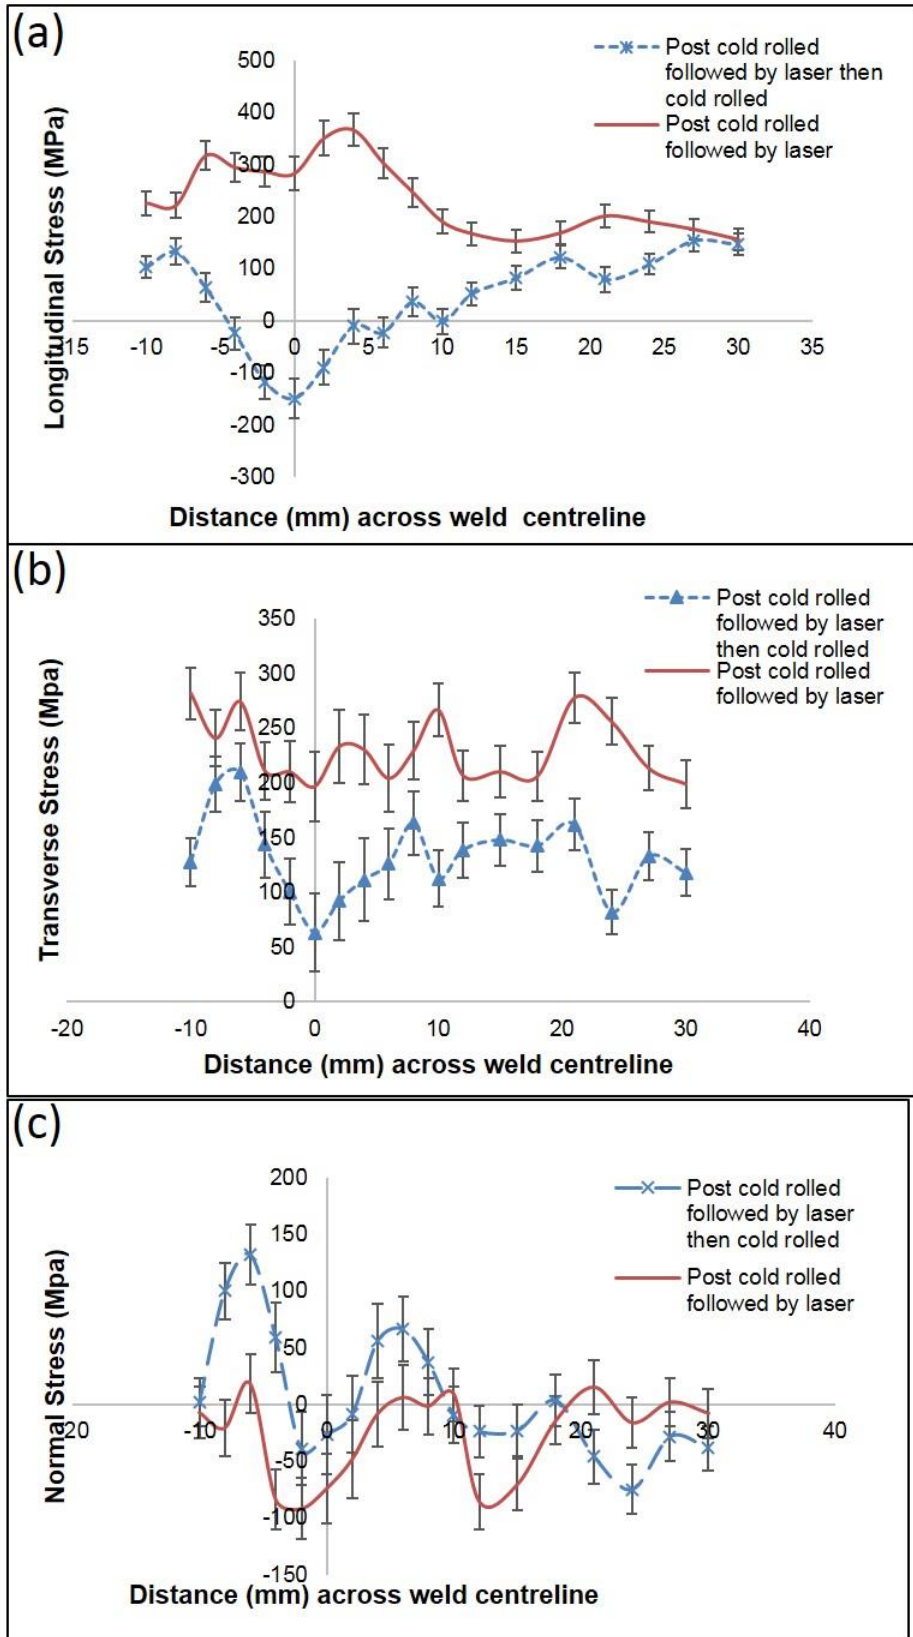 (a)
500
400
300
200
100
0
-100
-200
-300
15 -10 -5 0 5 10 15 20 25 30 35
Longitudinal Stress (MPa)
Distance (mm) across weld centreline
Post cold rolled
followed by laser then
cold rolled
Post cold rolled
followed by laser
(b)
350
300
250
200
150
100
50
0
-20 -10 0 10 20 30 40
Transverse Stress (Mpa)
Distance (mm) across weld centreline
Post cold rolled
followed by laser
then cold rolled
Post cold rolled
followed by laser
(c)
200
150
100
50
0
-50
-100
-150
20 -10 0 10 20 30 40
Normal Stress (Mpa)
Distance (mm) across weld centreline
Post cold rolled
followed by laser
then cold rolled
Post cold rolled
followed by laser